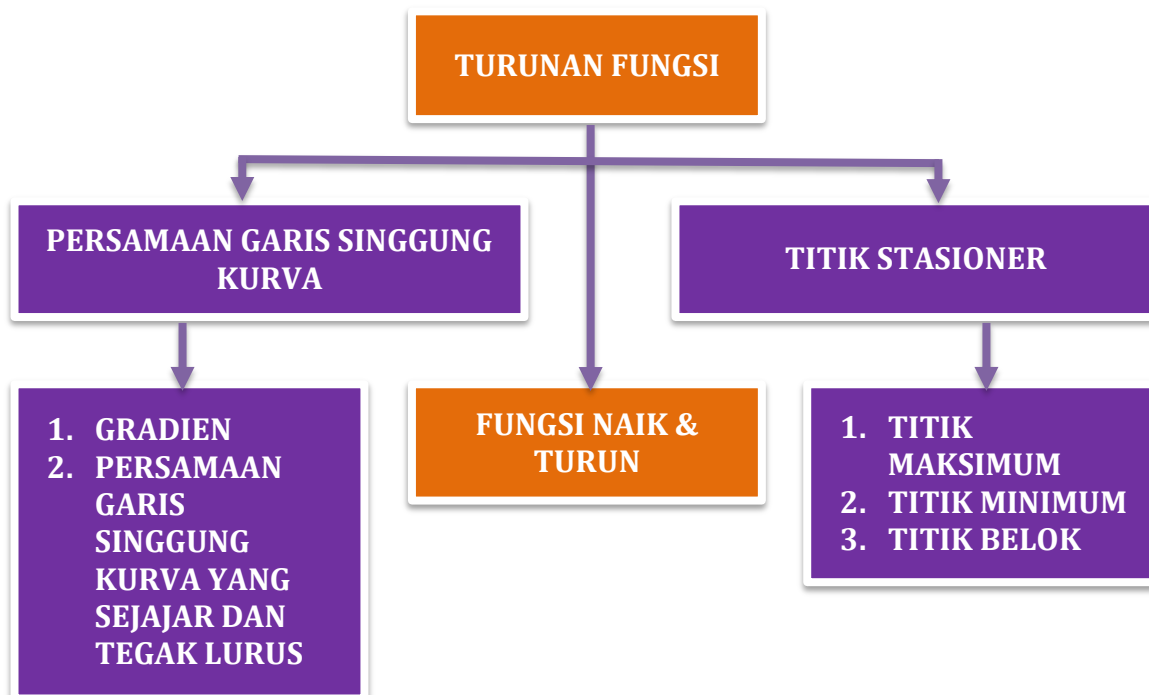 TURUNAN FUNGSI
PERSAMAAN GARIS SINGGUNG
KURVA
TITIK STASIONER
1. GRADIEN
2. PERSAMAAN
GARIS
SINGGUNG
KURVA YANG
SEJAJAR DAN
TEGAK LURUS
FUNGSI NAIK &
TURUN
1. TITIK
MAKSIMUM
2. TITIK MINIMUM
3. TITIK BELOK